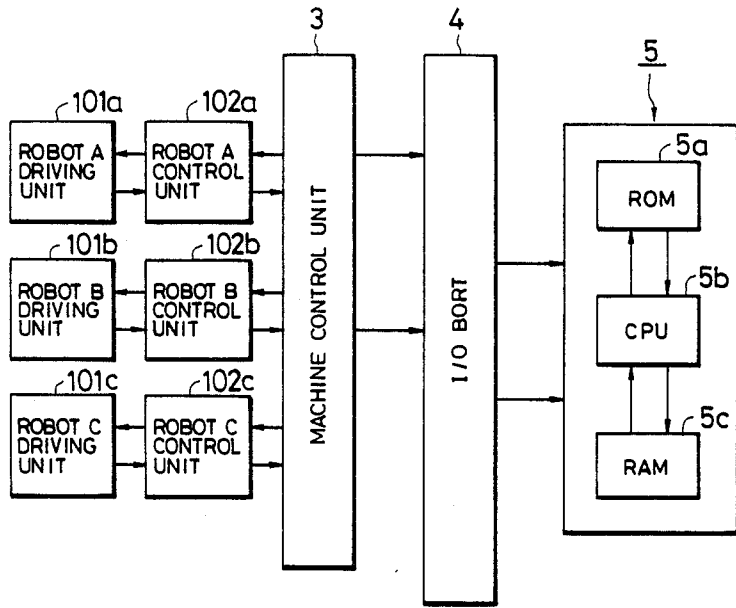 3
4
5
101a
102a
ROBOT A
DRIVING
UNIT
ROBOT A
CONTROL
UNIT
101b
102b
ROBOT B
DRIVING
UNIT
ROBOT B
CONTROL
UNIT
101c
102c
ROBOT C
DRIVING
UNIT
ROBOT C
CONTROL
UNIT
MACHINE CONTROL UNIT
I/O BORT
5a
ROM
5b
CPU
5c
RAM